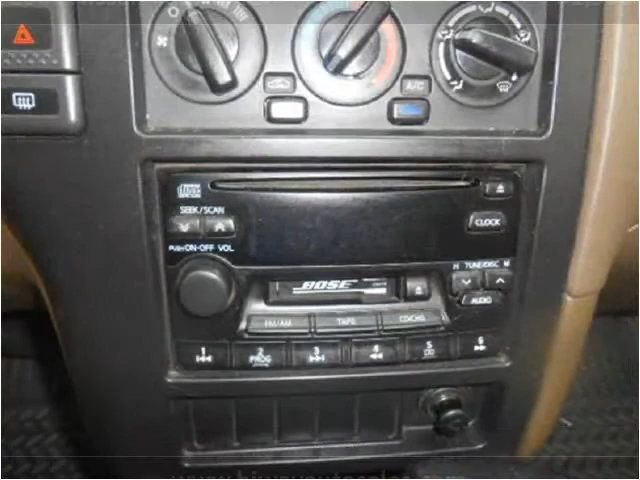 A/C
SEEK/SCAN
CLOCK
PUSH ON·OFF VOL
TUNE/DISC
BOSE
AUDIO
FM/AM TAPE CD/CHG
1 2 3 4 5 6
PROG